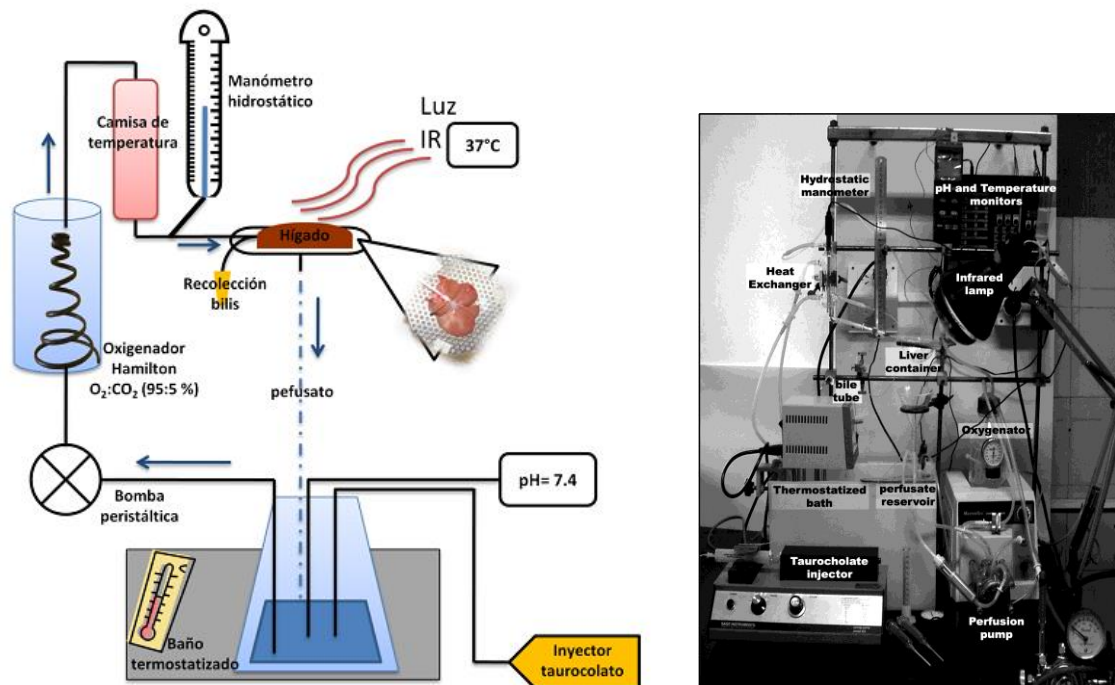 Manómetro
hidrostático
Camisa de
temperatura
Luz
IR
37°C
Hígado
Recolección
bilis
Oxigenador
Hamilton
O₂:CO₂ (95:5 %)
pefusato
Bomba
peristáltica
pH= 7.4
Baño
termostatizado
Inyector
taurocolato
Hydrostatic
manometer
pH and Temperature
monitors
Heat
Exchanger
Infrared
lamp
Liver
container
bile
tube
Oxygenator
Thermostatized
bath
perfusate
reservoir
Taurocholate
injector
Perfusion
pump